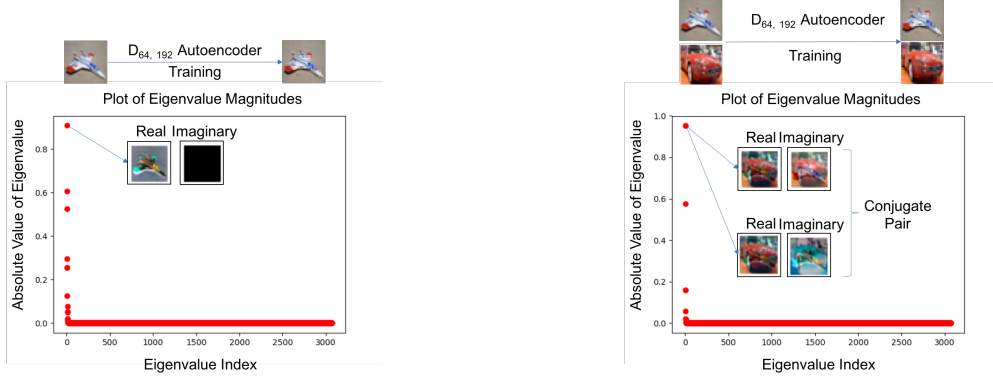 D64, 192 Autoencoder
Training
Plot of Eigenvalue Magnitudes
Absolute Value of Eigenvalue
0.8
0.6
0.4
0.2
0.0
Real Imaginary
0 500 1000 1500 2000 2500 3000
Eigenvalue Index
D64, 192 Autoencoder
Training
Plot of Eigenvalue Magnitudes
Absolute Value of Eigenvalue
1.0
0.8
0.6
0.4
0.2
0.0
Real Imaginary
Real Imaginary
Conjugate
Pair
0 500 1000 1500 2000 2500 3000
Eigenvalue Index